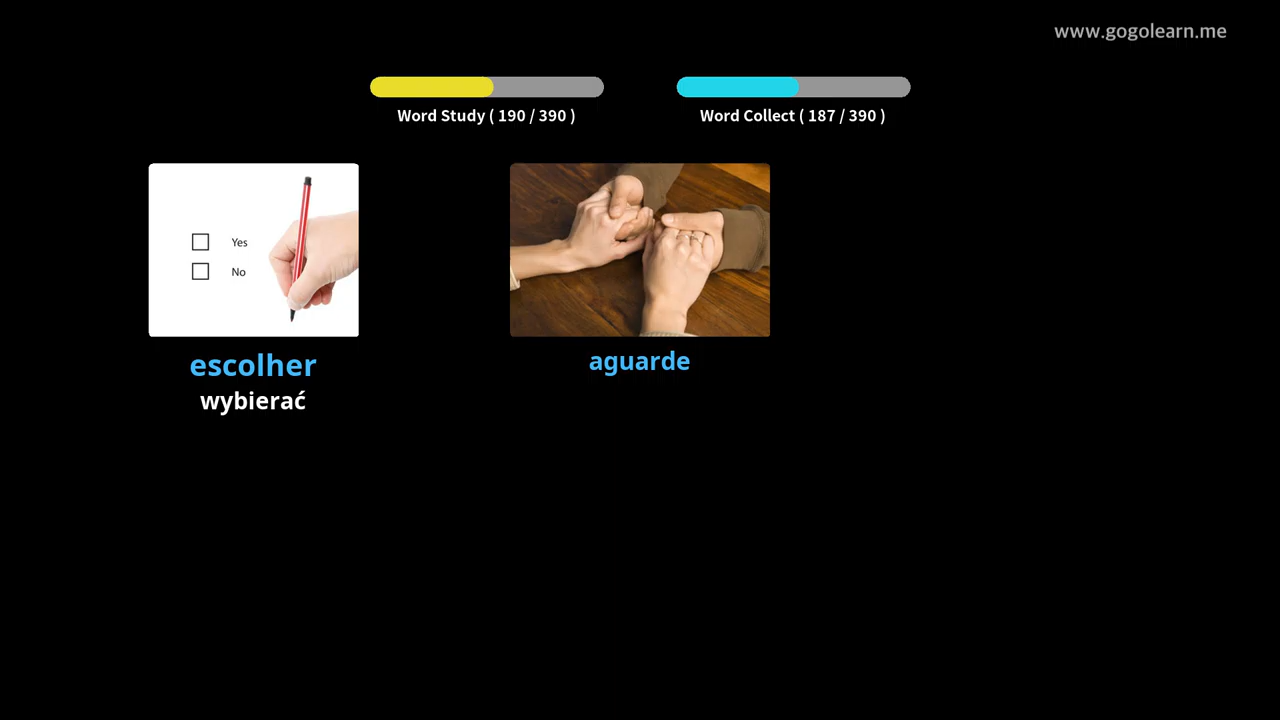 www.gogolearn.me
Word Study ( 190 / 390 )
Word Collect ( 187 / 390 )
Yes
No
escolher
wybierać
aguarde